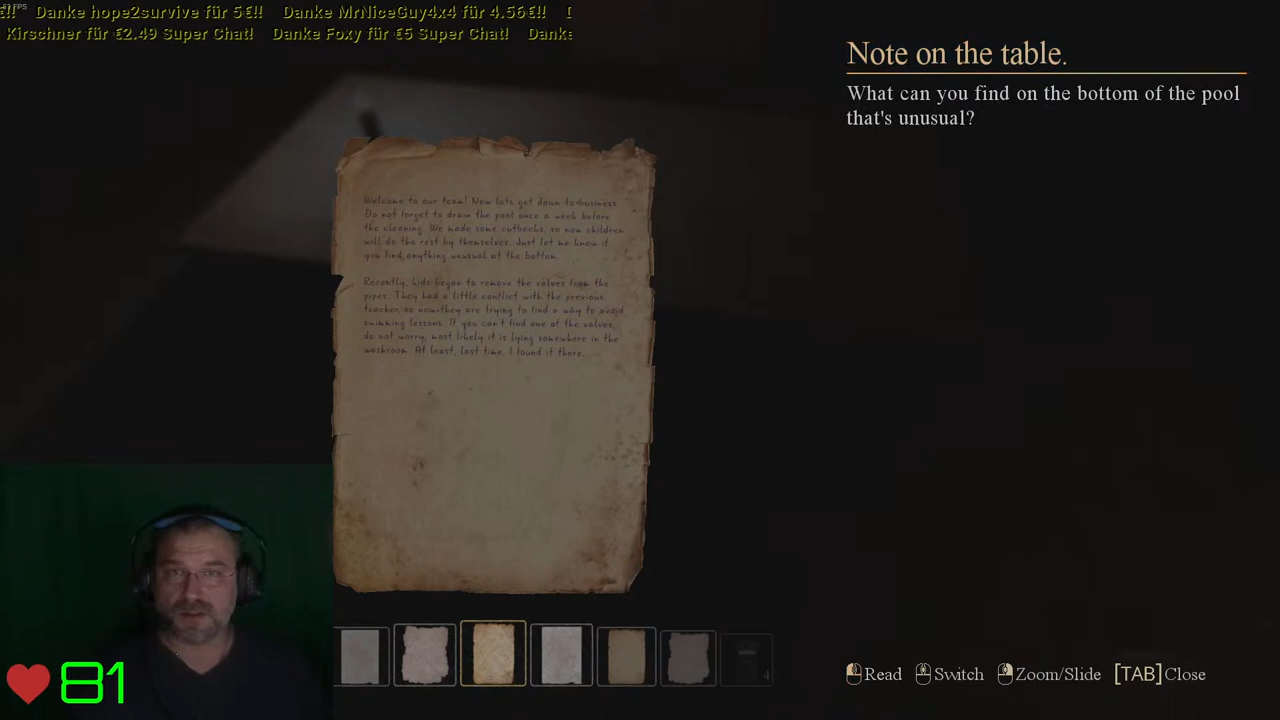 FPS
€!! Danke hope2survive für 5€!! Danke MrNiceGuy4x4 für 4.56€!!
Kirschner für €2.49 Super Chat! Danke Foxy für €5 Super Chat! Danke
Note on the table.
What can you find on the bottom of the pool
that's unusual?
Welcome to our team! Now lets get down to business.
Do not forget to drain the pool once a week before
the cleaning. We made some cutbacks, so now children
will do the rest by themselves. Just let me know if
you find anything unusual at the bottom.
Recently, kids began to remove the valves from the
pipes. They had a little conflict with the previous
teacher, so now they are trying to find a way to avoid
swimming lessons. If you can't find one of the valves,
do not worry, most likely it is lying somewhere in the
washroom. At least, last time, I found it there.
4
81
Read Switch Zoom/Slide [TAB] Close